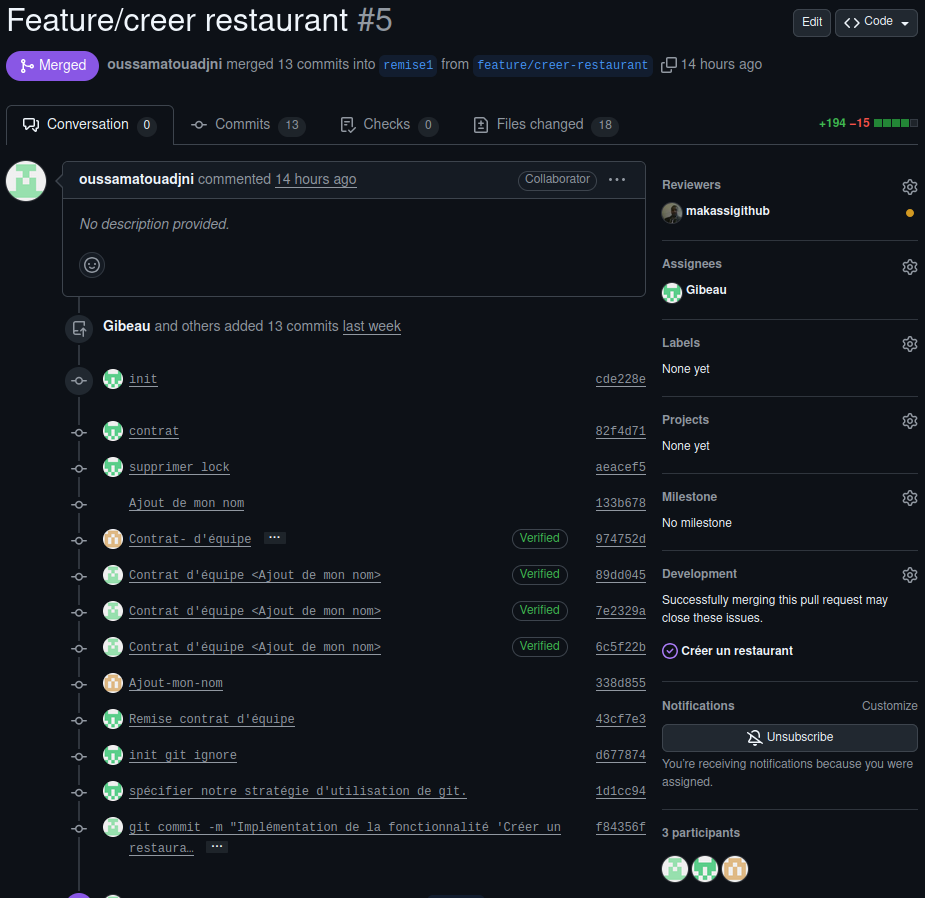 Feature/creer restaurant #5
Edit
Code
Merged
oussamatouadjni merged 13 commits into remise1 from feature/creer-restaurant 14 hours ago
Conversation 0
Commits 13
Checks 0
Files changed 18
+194 −15
oussamatouadjni commented 14 hours ago
Collaborator
No description provided.
Gibeau and others added 13 commits last week
init cde228e
contrat 82f4d71
supprimer lock aeacef5
Ajout de mon nom 133b678
Contrat- d'équipe ... Verified 974752d
Contrat d'équipe <Ajout de mon nom> Verified 89dd045
Contrat d'équipe <Ajout de mon nom> Verified 7e2329a
Contrat d'équipe <Ajout de mon nom> Verified 6c5f22b
Ajout-mon-nom 338d855
Remise contrat d'équipe 43cf7e3
init git ignore d677874
spécifier notre stratégie d'utilisation de git. 1d1cc94
git commit -m "Implémentation de la fonctionnalité 'Créer un f84356f
restaura… ...
Reviewers
makassigithub
Assignees
Gibeau
Labels
None yet
Projects
None yet
Milestone
No milestone
Development
Successfully merging this pull request may
close these issues.
Créer un restaurant
Notifications
Customize
Unsubscribe
You're receiving notifications because you were
assigned.
3 participants